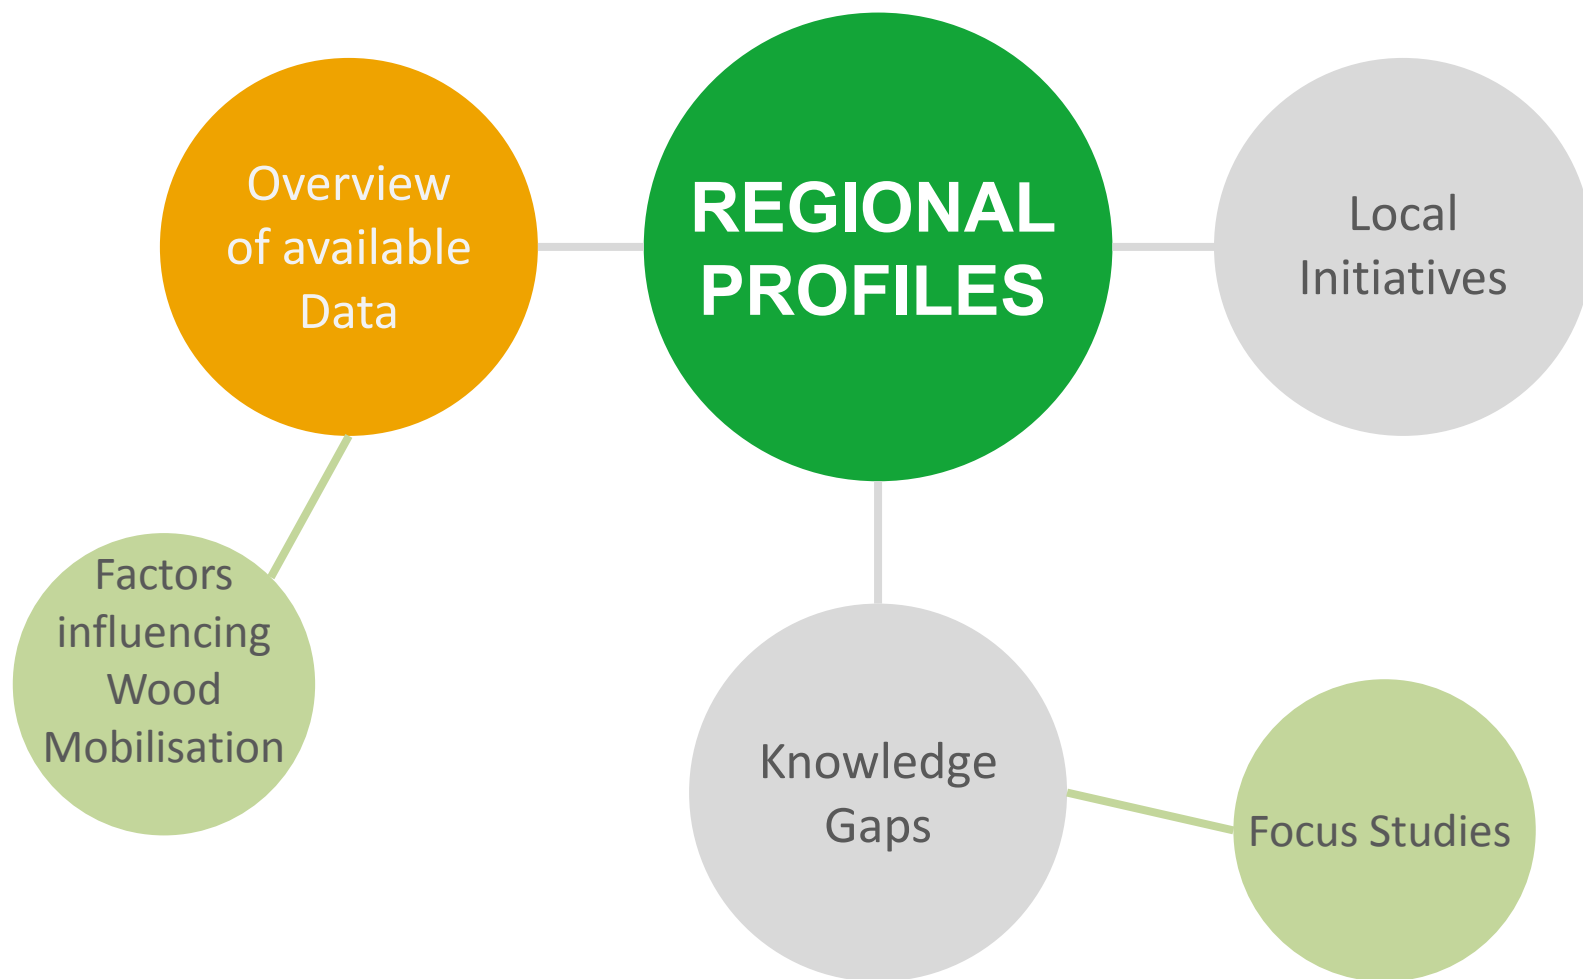 Overview
of available
Data
REGIONAL
PROFILES
Local
Initiatives
Factors
influencing
Wood
Mobilisation
Knowledge
Gaps
Focus Studies